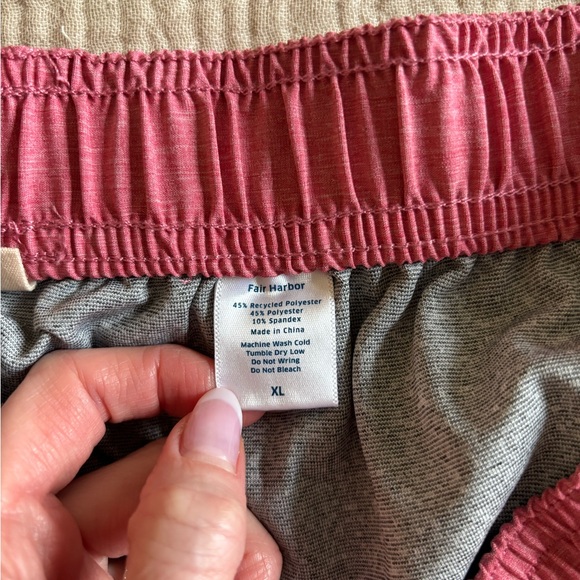 Fair Harbor
45% Recycled Polyester
45% Polyester
10% Spandex
Made in China
Machine Wash Cold
Tumble Dry Low
Do Not Wring
Do Not Bleach
XL